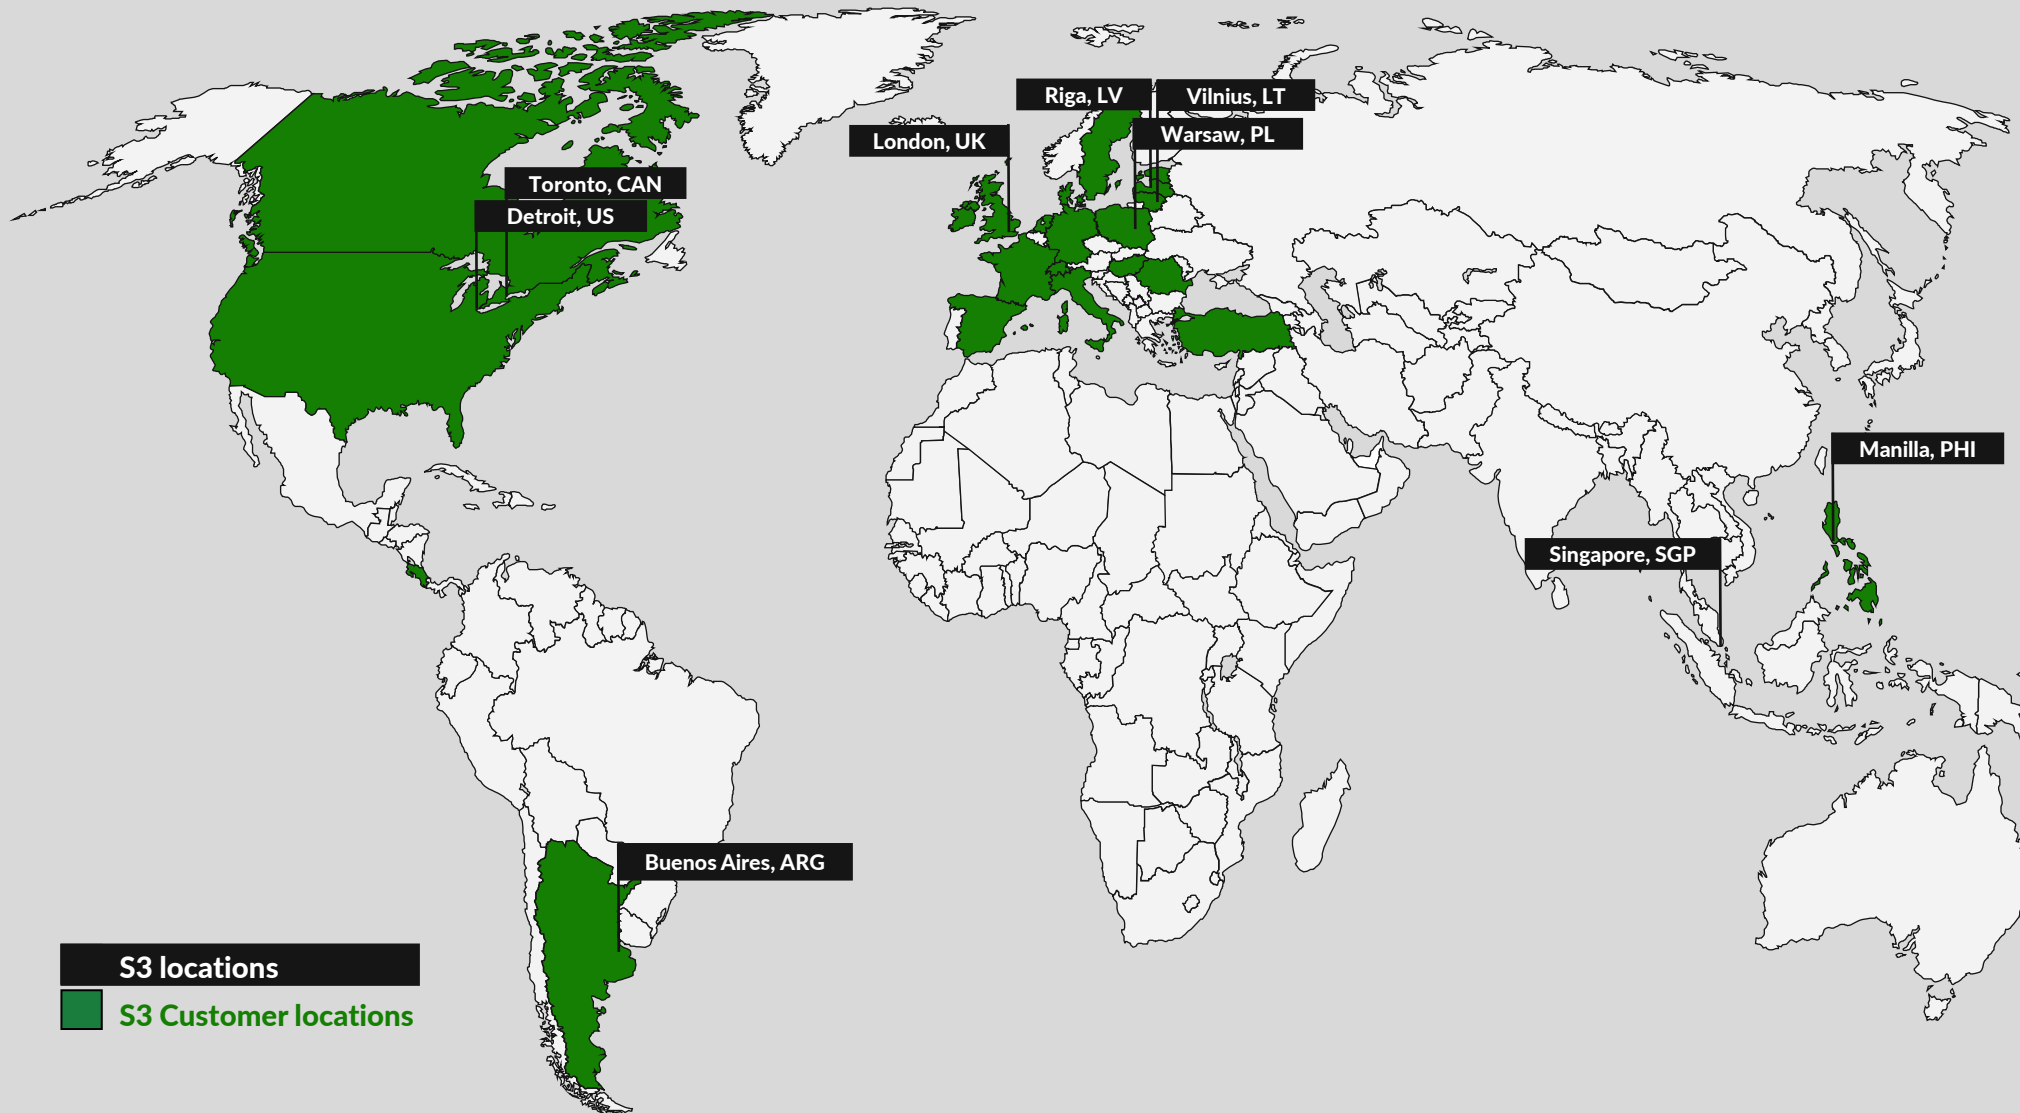 Riga, LV
Vilnius, LT
London, UK
Warsaw, PL
Toronto, CAN
Detroit, US
Manilla, PHI
Singapore, SGP
Buenos Aires, ARG
S3 locations
S3 Customer locations